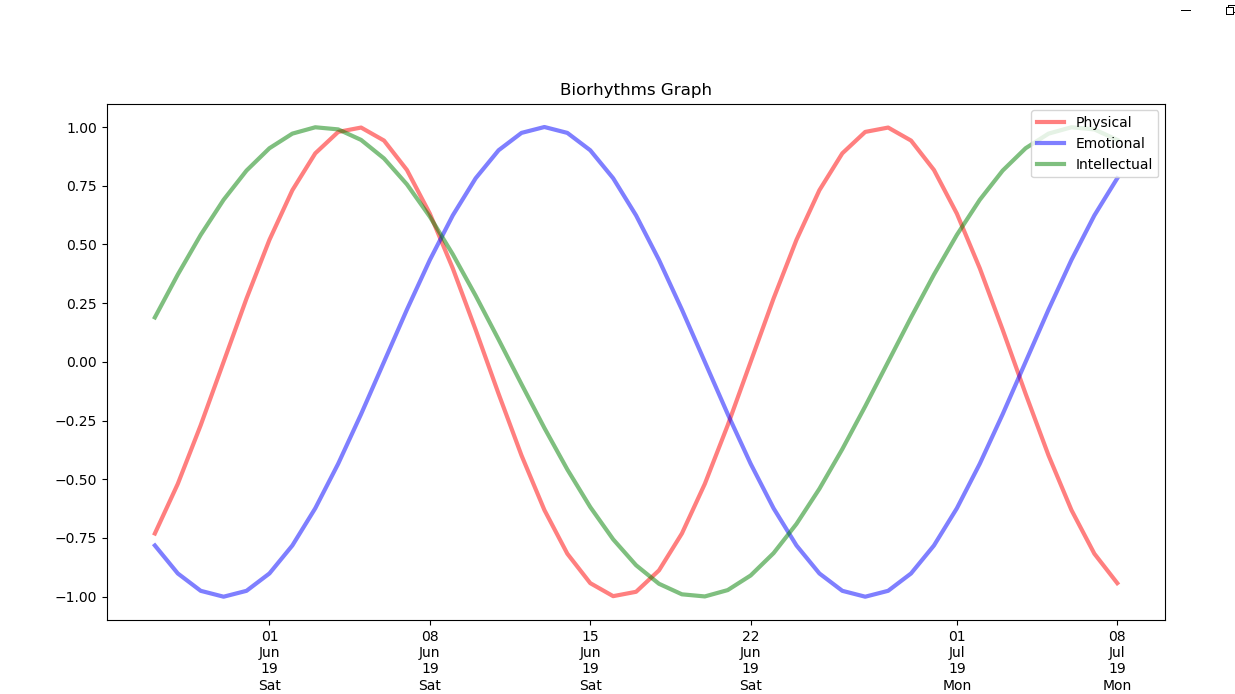 Biorhythms Graph
Physical
Emotional
Intellectual
1.00
0.75
0.50
0.25
0.00
−0.25
−0.50
−0.75
−1.00
01 08 15 22 01 08
Jun Jun Jun Jun Jul Jul
19 19 19 19 19 19
Sat Sat Sat Sat Mon Mon